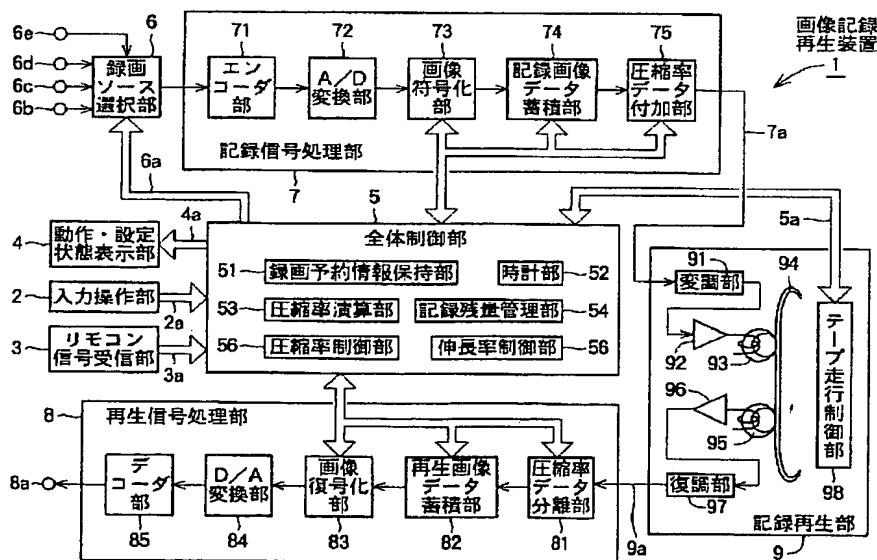 画像記録
再生装置
1
6e
6d
6c
6b
6
録画
ソース
選択部
71
エン
コーダ
部
72
A/D
変換部
73
画像
符号化
部
74
記録画像
データ
蓄積部
75
圧縮率
データ
付加部
記録信号処理部
7
7a
6a
5
全体制御部
51
録画予約情報保持部
時計部
52
53
圧縮率演算部
記録残量管理部
54
56
圧縮率制御部
伸長率制御部
56
4
動作・設定
状態表示部
4a
2
入力操作部
2a
3
リモコン
信号受信部
3a
5a
91
変調部
92
93
94
95
96
復調部
97
テープ走行制御部
98
記録再生部
9
9a
8
再生信号処理部
8a
デ
コーダ
部
85
D/A
変換部
84
画像
復号化
部
83
再生画像
データ
蓄積部
82
圧縮率
データ
分離部
81